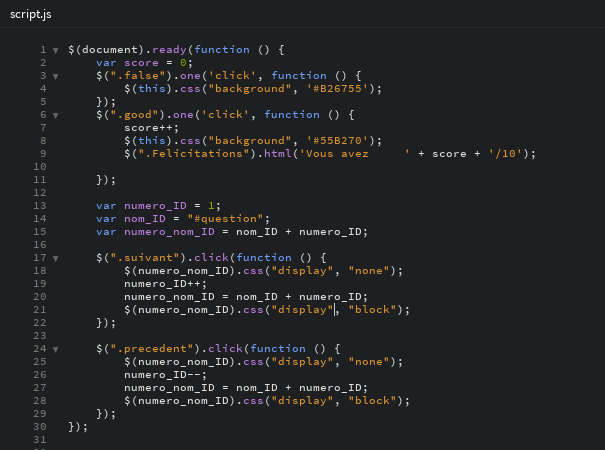 script.js
1 $(document).ready(function () {
2     var score = 0;
3     $(".false").one('click', function () {
4         $(this).css("background", '#B26755');
5     });
6     $(".good").one('click', function () {
7         score++;
8         $(this).css("background", '#55B270');
9         $(".Felicitations").html('Vous avez     ' + score + '/10');
10
11     });
12
13     var numero_ID = 1;
14     var nom_ID = "#question";
15     var numero_nom_ID = nom_ID + numero_ID;
16
17     $(".suivant").click(function () {
18         $(numero_nom_ID).css("display", "none");
19         numero_ID++;
20         numero_nom_ID = nom_ID + numero_ID;
21         $(numero_nom_ID).css("display", "block");
22     });
23
24     $(".precedent").click(function () {
25         $(numero_nom_ID).css("display", "none");
26         numero_ID--;
27         numero_nom_ID = nom_ID + numero_ID;
28         $(numero_nom_ID).css("display", "block");
29     });
30 });
31